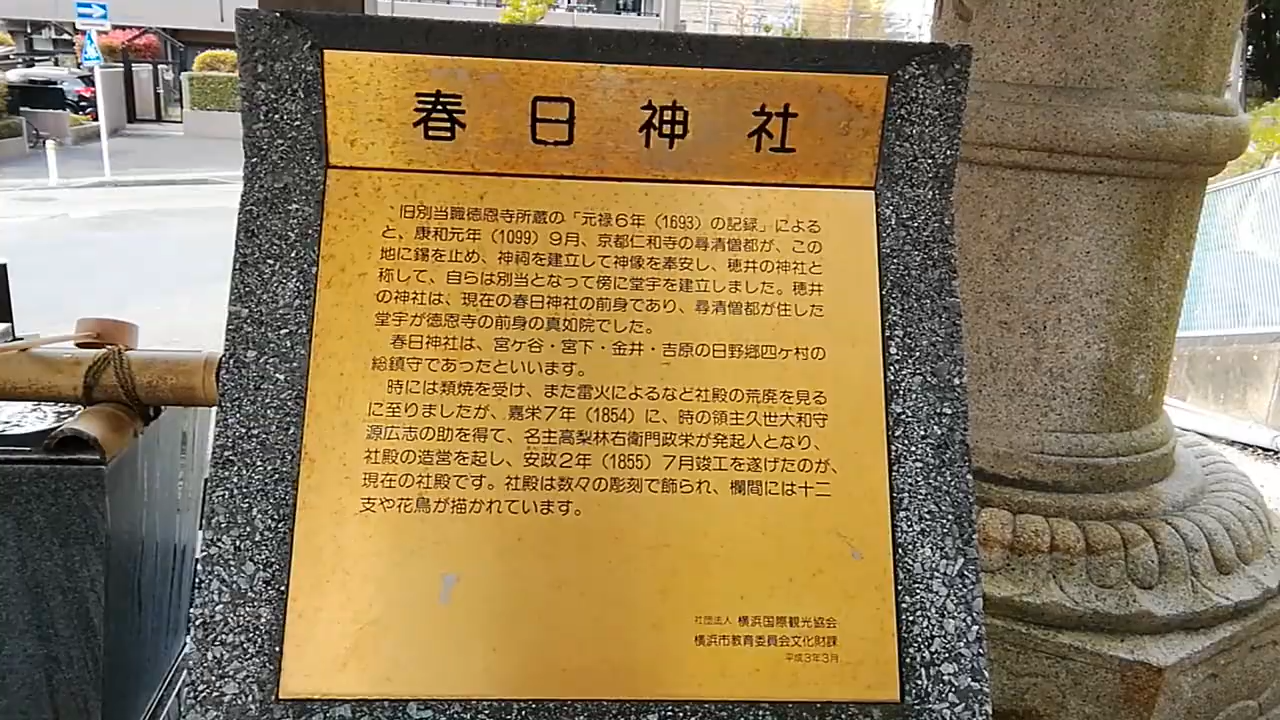 春日神社
旧別当職徳恩寺所蔵の「元禄6年(1693)の記録」による
と、康和元年(1099)9月、京都仁和寺の尋清僧都が、この
地に錫を止め、神祠を建立して神像を奉安し、穂井の神社と
称して、自らは別当となって傍に堂宇を建立しました。穂井
の神社は、現在の春日神社の前身であり、尋清僧都が住した
堂宇が徳恩寺の前身の真如院でした。
春日神社は、宮ケ谷・宮下・金井・吉原の日野郷四ケ村の
総鎮守であったといいます。
時には類焼を受け、また雷火によるなど社殿の荒廃を見る
に至りましたが、嘉栄7年(1854)に、時の領主久世大和守
源広志の助を得て、名主高梨林右衛門政栄が発起人となり、
社殿の造営を起し、安政2年(1855)7月竣工を遂げたのが、
現在の社殿です。社殿は数々の彫刻で飾られ、欄間には十二
支や花鳥が描かれています。
社団法人 横浜国際観光協会
横浜市教育委員会文化財課
平成3年3月